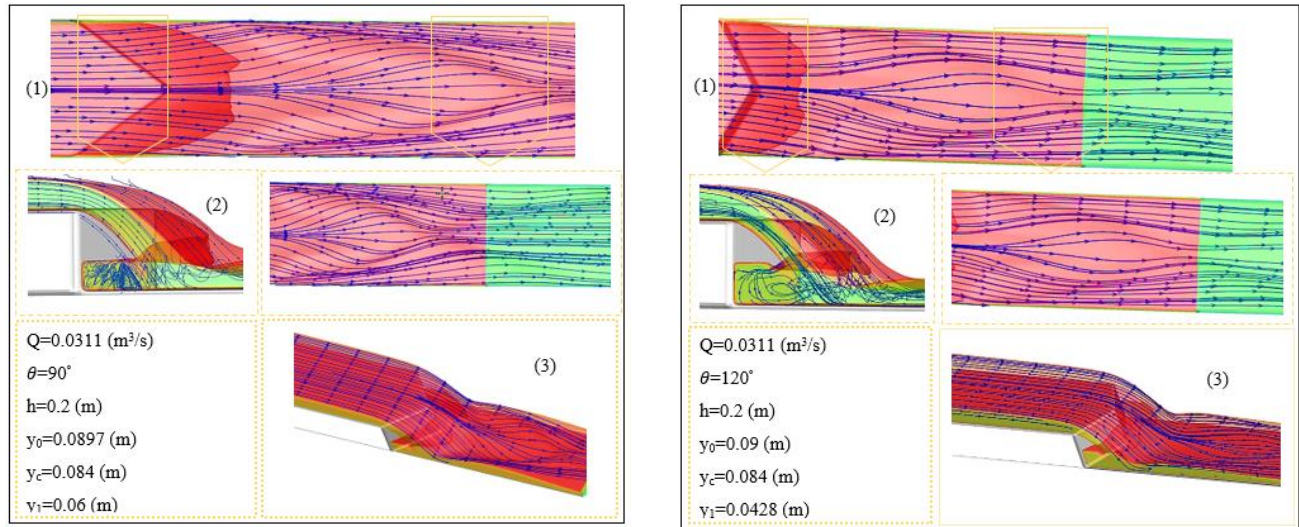 (1)
(2)
Q=0.0311 (m³/s)
θ=90˚
h=0.2 (m)
y₀=0.0897 (m)
y꜀=0.084 (m)
y₁=0.06 (m)
(3)
(1)
(2)
Q=0.0311 (m³/s)
θ=120˚
h=0.2 (m)
y₀=0.09 (m)
y꜀=0.084 (m)
y₁=0.0428 (m)
(3)